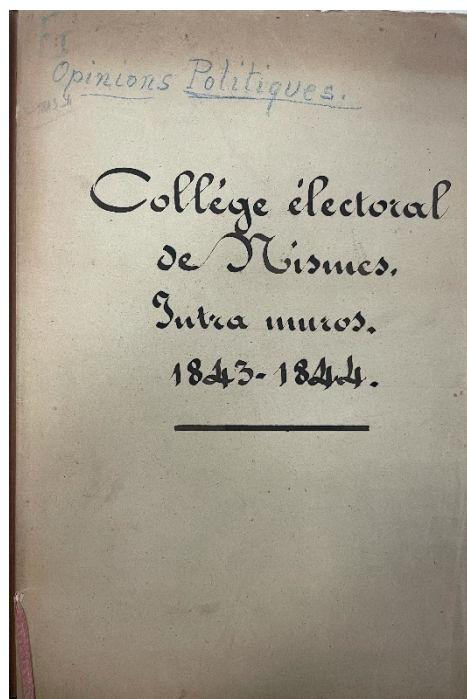 Opinions Politiques.
Collége électoral
de Nismes.
Intra muros.
1843-1844.